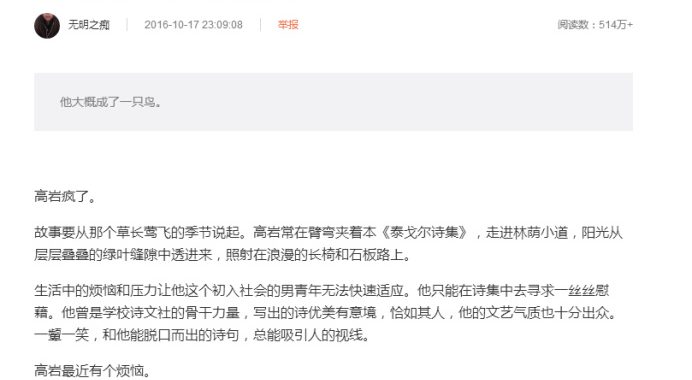 无明之痴 2016-10-17 23:09:08 举报 阅读数：514万+
他大概成了一只鸟。
高岩疯了。
故事要从那个草长莺飞的季节说起。高岩常在臂弯夹着本《泰戈尔诗集》，走进林荫小道，阳光从
层层叠叠的绿叶缝隙中透进来，照射在浪漫的长椅和石板路上。
生活中的烦恼和压力让他这个初入社会的男青年无法快速适应。他只能在诗集中去寻求一丝丝慰
藉。他曾是学校诗文社的骨干力量，写出的诗优美有意境，恰如其人，他的文艺气质也十分出众。
一颦一笑，和他能脱口而出的诗句，总能吸引人的视线。
高岩最近有个烦恼。